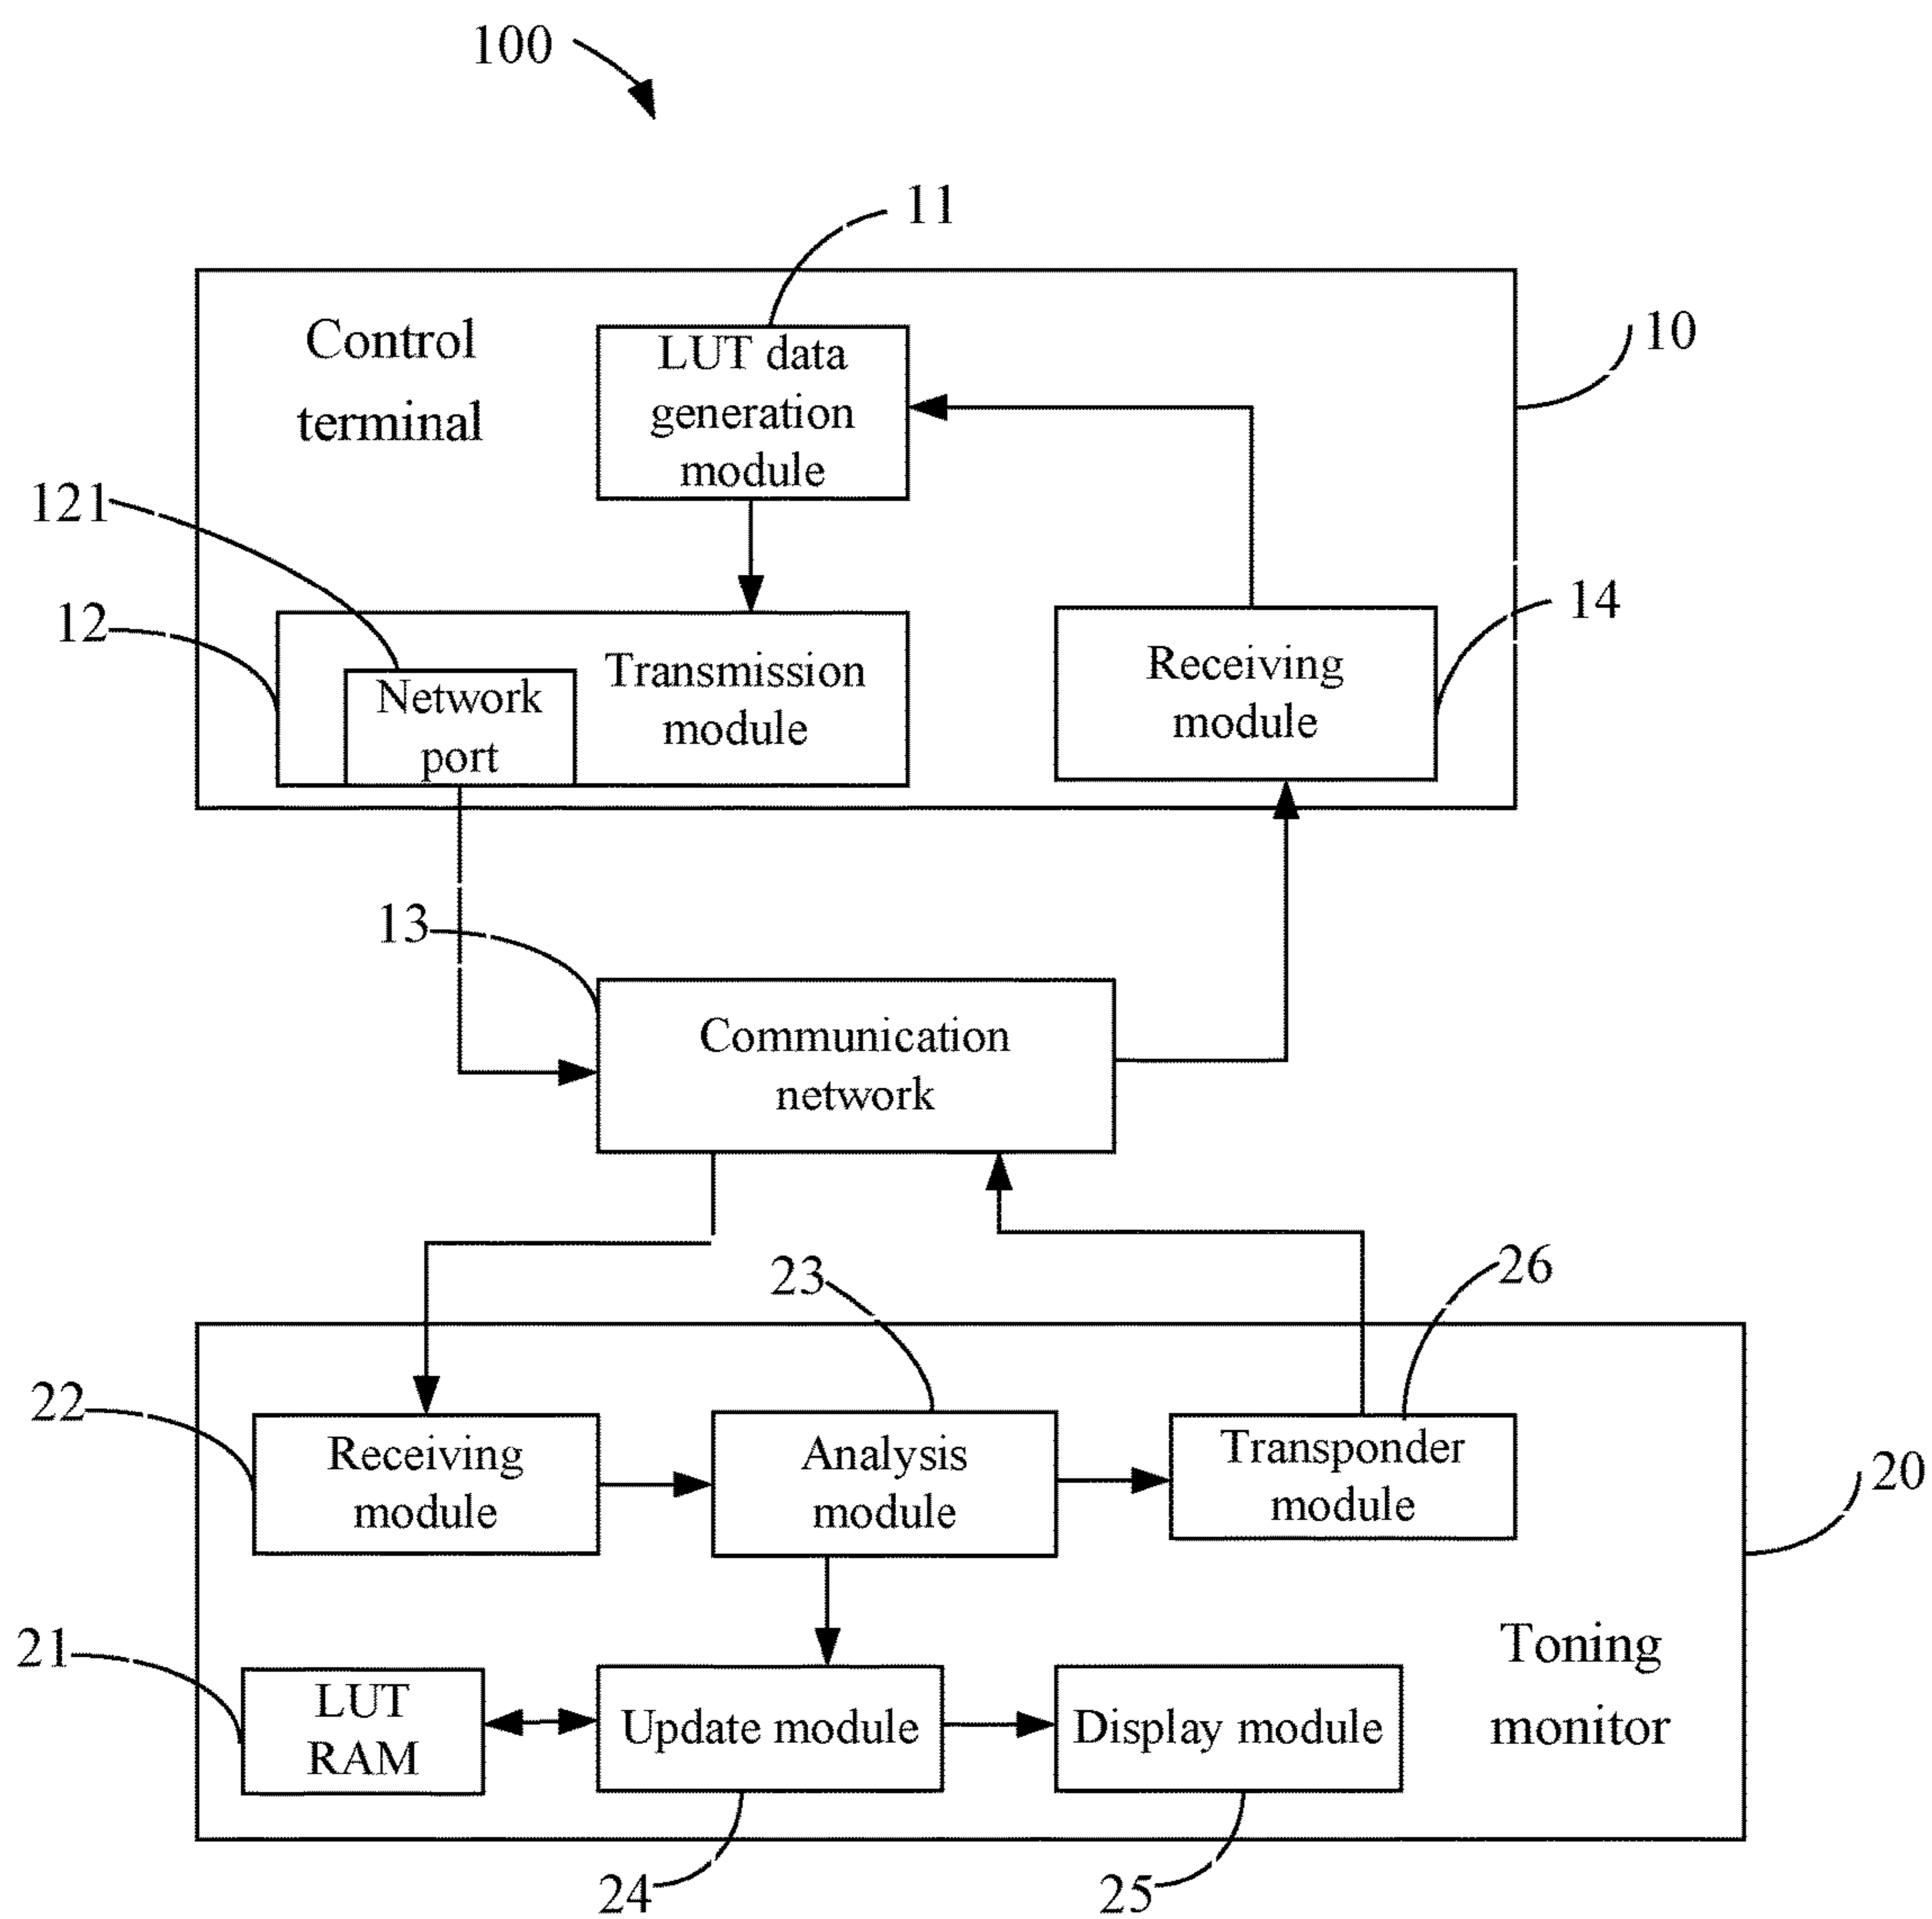 100
11
Control
terminal
LUT data
generation
module
10
121
12
Network
port
Transmission
module
Receiving
module
14
13
Communication
network
23
26
22
Receiving
module
Analysis
module
Transponder
module
20
21
LUT
RAM
Update module
Display module
Toning
monitor
24
25